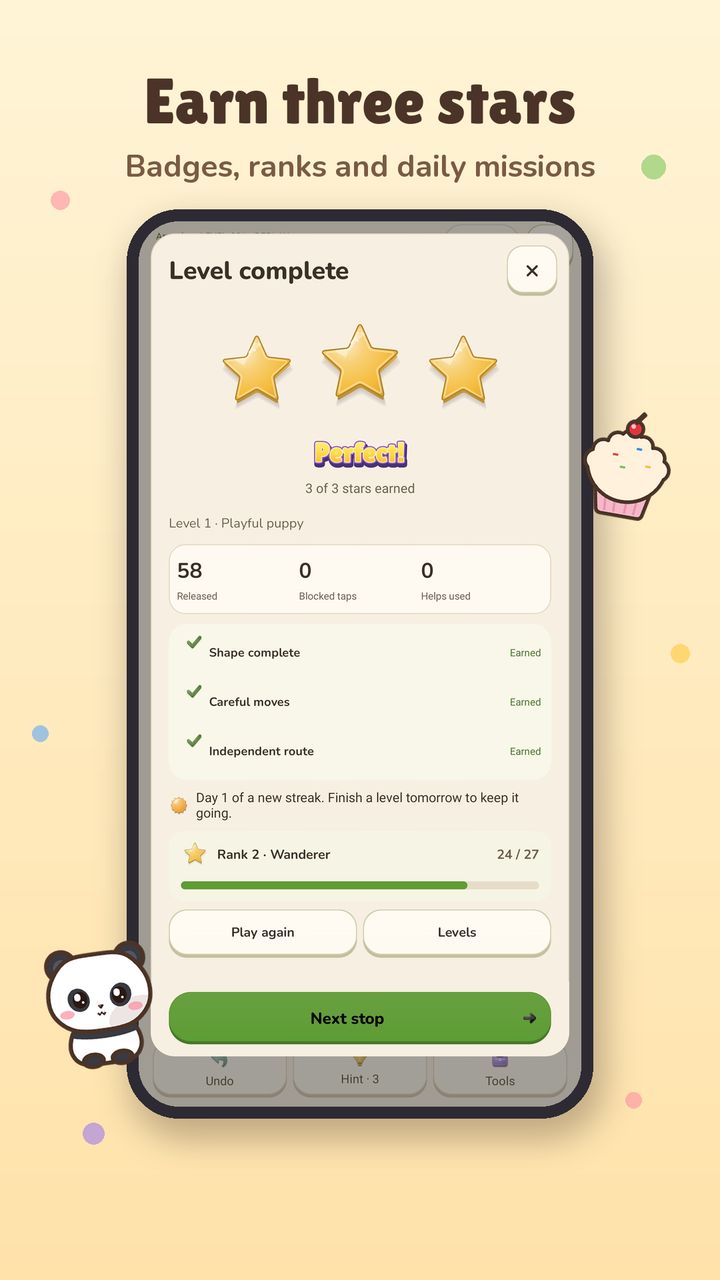 Earn three stars
Badges, ranks and daily missions
Level complete
Perfect!
3 of 3 stars earned
Level 1 · Playful puppy
58 0 0
Released Blocked taps Helps used
Shape complete Earned
Careful moves Earned
Independent route Earned
Day 1 of a new streak. Finish a level tomorrow to keep it
going.
Rank 2 · Wanderer 24 / 27
Play again Levels
Next stop
Undo Hint · 3 Tools